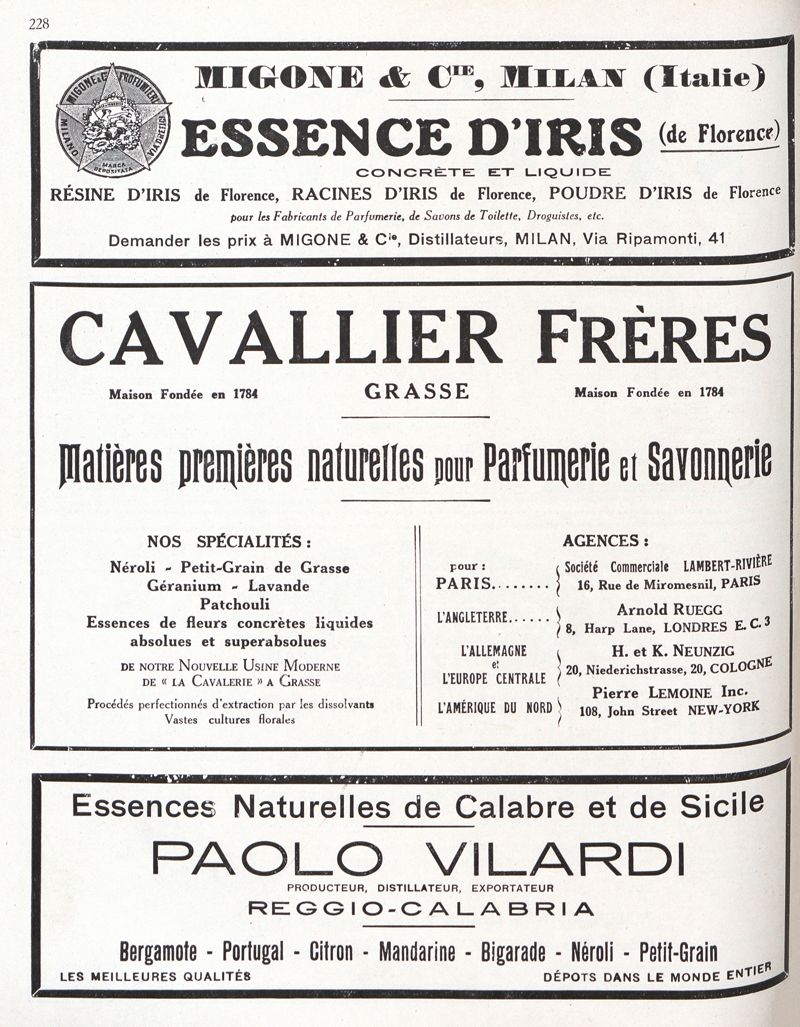 228
MIGONE & CIE, MILAN (Italie)
MIGONE & C PROFUMIERI
MILANO
MARCA
DEPOSITATA
ESSENCE D'IRIS (de Florence)
CONCRÈTE ET LIQUIDE
RÉSINE D'IRIS de Florence, RACINES D'IRIS de Florence, POUDRE D'IRIS de Florence
pour les Fabricants de Parfumerie, de Savons de Toilette, Droguistes, etc.
Demander les prix à MIGONE & Cie, Distillateurs, MILAN, Via Ripamonti, 41
CAVALLIER FRÈRES
Maison Fondée en 1784 GRASSE Maison Fondée en 1784
Matières premières naturelles pour Parfumerie et Savonnerie
NOS SPÉCIALITÉS :
Néroli - Petit-Grain de Grasse
Géranium - Lavande
Patchouli
Essences de fleurs concrètes liquides
absolues et superabsolues
DE NOTRE NOUVELLE USINE MODERNE
DE « LA CAVALERIE » A GRASSE
Procédés perfectionnés d'extraction par les dissolvants
Vastes cultures florales
AGENCES :
pour :
PARIS........ Société Commerciale LAMBERT-RIVIÈRE
16, Rue de Miromesnil, PARIS
L'ANGLETERRE...... Arnold RUEGG
8, Harp Lane, LONDRES E. C. 3
L'ALLEMAGNE
et
L'EUROPE CENTRALE
H. et K. NEUNZIG
20, Niederichstrasse, 20, COLOGNE
L'AMÉRIQUE DU NORD
Pierre LEMOINE Inc.
108, John Street NEW-YORK
Essences Naturelles de Calabre et de Sicile
PAOLO VILARDI
PRODUCTEUR, DISTILLATEUR, EXPORTATEUR
REGGIO-CALABRIA
Bergamote - Portugal - Citron - Mandarine - Bigarade - Néroli - Petit-Grain
LES MEILLEURES QUALITÉS DÉPOTS DANS LE MONDE ENTIER